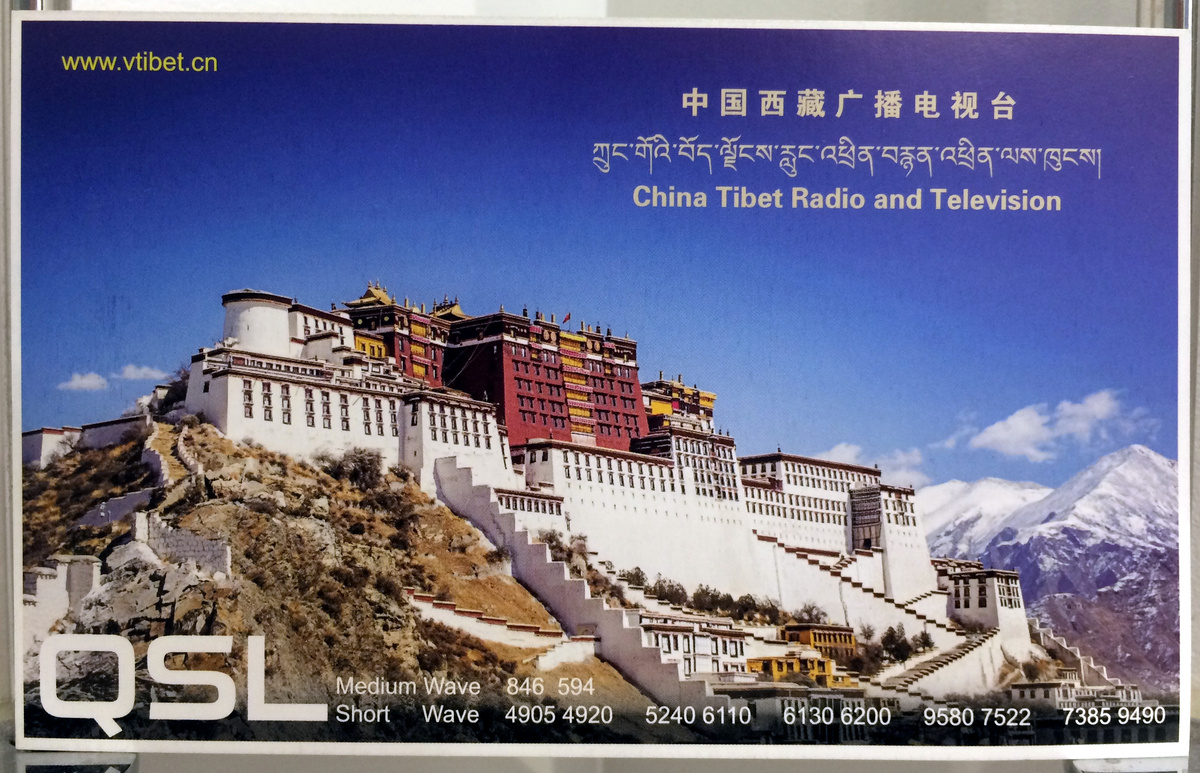 www.vtibet.cn
中国西藏广播电视台
ཀྲུང་གོའི་བོད་ལྗོངས་རླུང་འཕྲིན་བརྙན་འཕྲིན་ལས་ཁུངས།
China Tibet Radio and Television
QSL
Medium Wave 846 594
Short Wave 4905 4920 5240 6110 6130 6200 9580 7522 7385 9490